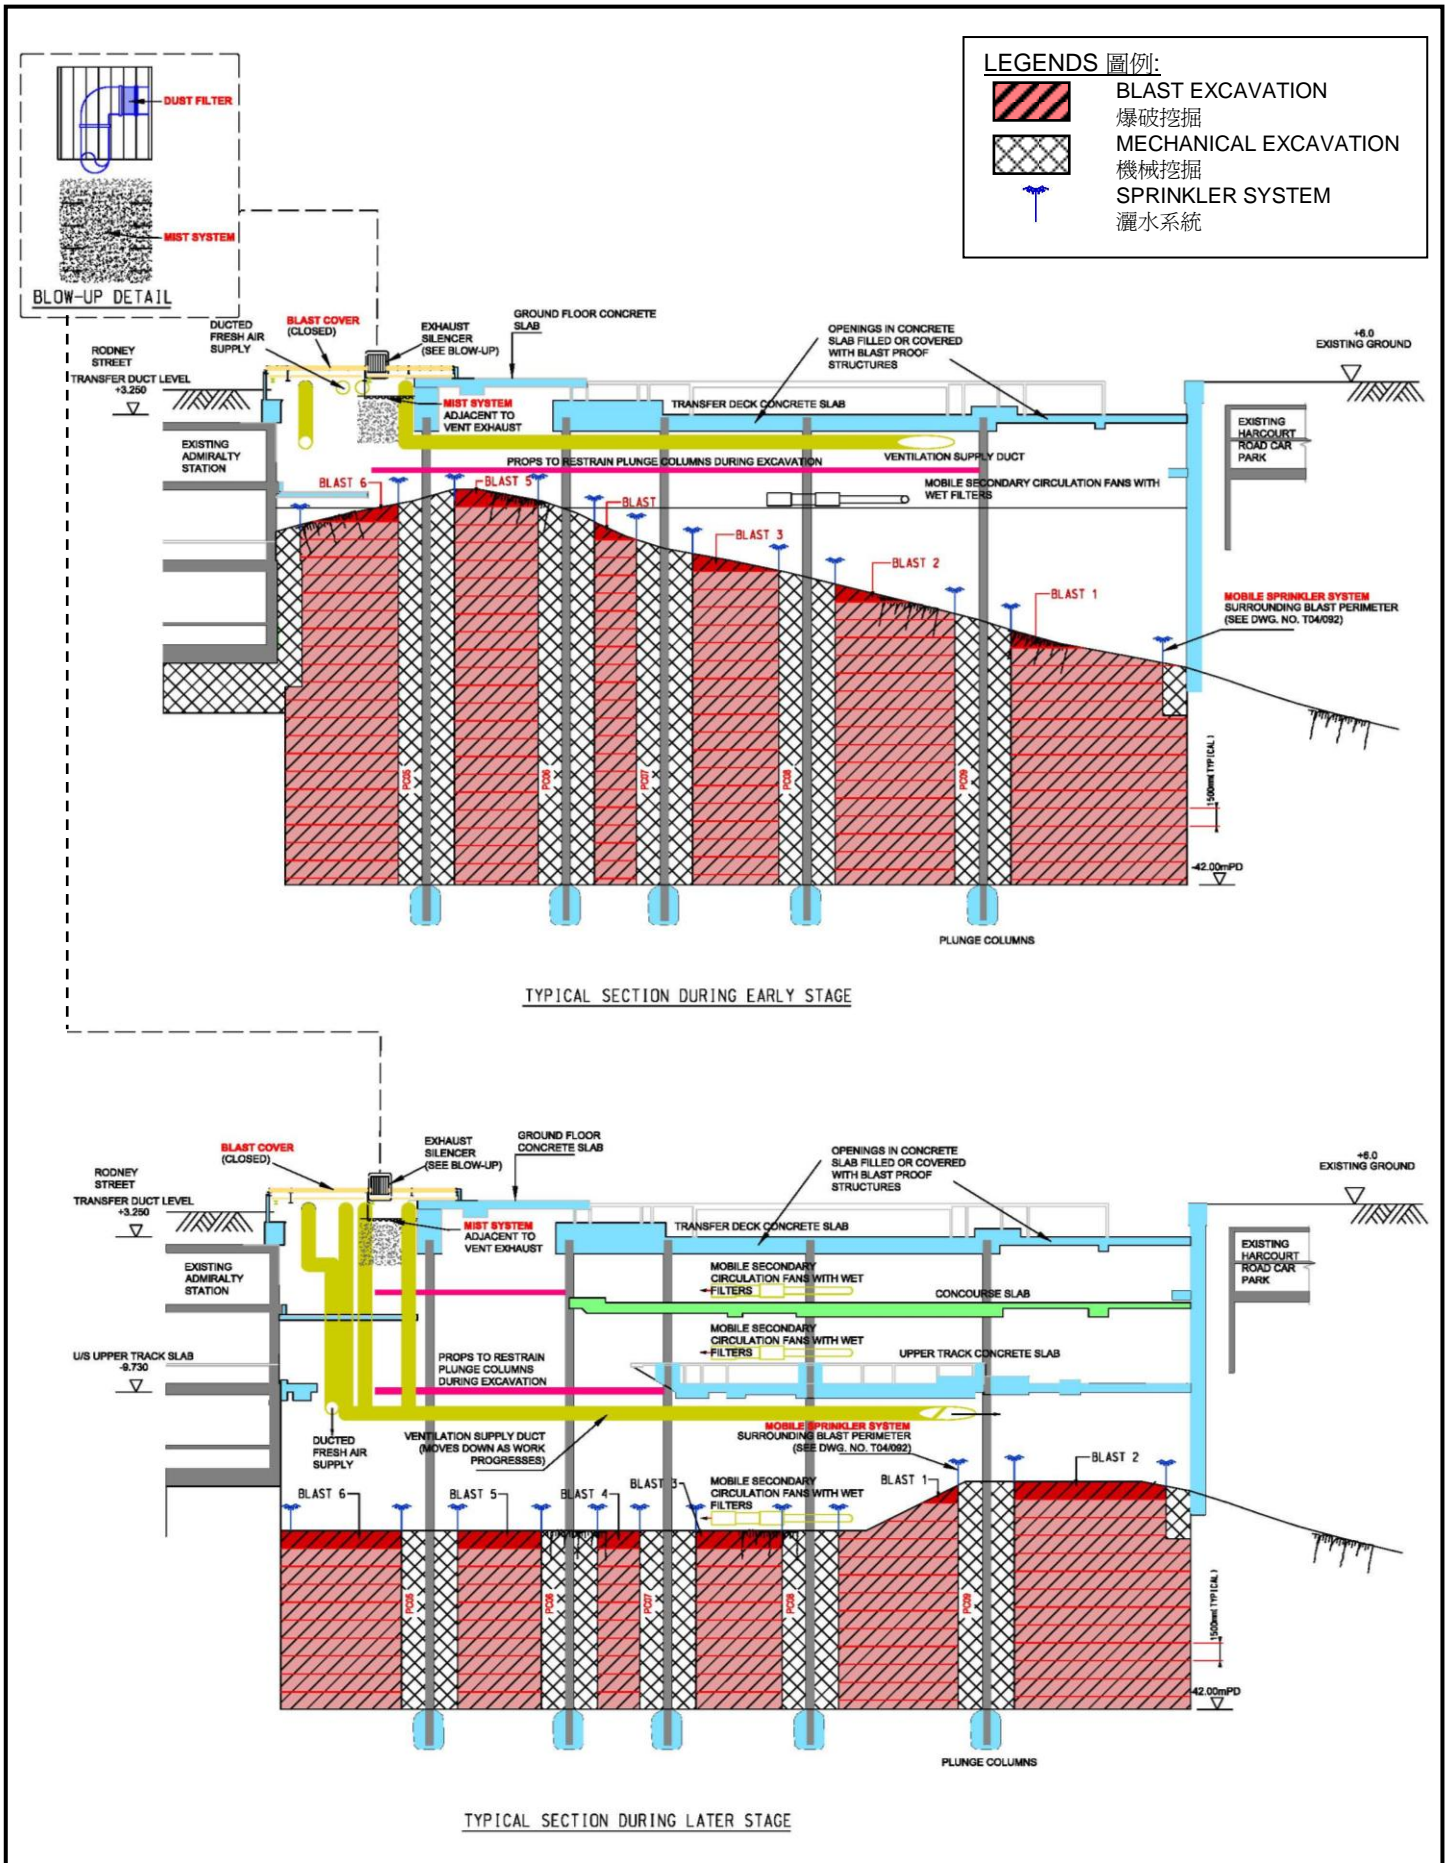 LEGENDS 圖例:
BLAST EXCAVATION
爆破挖掘
MECHANICAL EXCAVATION
機械挖掘
SPRINKLER SYSTEM
灑水系統
DUST FILTER
MIST SYSTEM
BLOW-UP DETAIL
RODNEY
STREET
TRANSFER DUCT LEVEL
+3.250
DUCTED
FRESH AIR
SUPPLY
BLAST COVER
(CLOSED)
EXHAUST
SILENCER
(SEE BLOW-UP)
GROUND FLOOR CONCRETE
SLAB
OPENINGS IN CONCRETE
SLAB FILLED OR COVERED
WITH BLAST PROOF
STRUCTURES
+6.0
EXISTING GROUND
MIST SYSTEM
ADJACENT TO
VENT EXHAUST
TRANSFER DECK CONCRETE SLAB
EXISTING
ADMIRALTY
STATION
EXISTING
HARCOURT
ROAD CAR
PARK
VENTILATION SUPPLY DUCT
PROPS TO RESTRAIN PLUNGE COLUMNS DURING EXCAVATION
MOBILE SECONDARY CIRCULATION FANS WITH
WET FILTERS
BLAST 6
BLAST 5
BLAST
BLAST 3
BLAST 2
BLAST 1
MOBILE SPRINKLER SYSTEM
SURROUNDING BLAST PERIMETER
(SEE DWG. NO. T04/092)
PC05
PC06
PC07
PC08
PC09
1500mm(TYPICAL)
-42.00mPD
PLUNGE COLUMNS
TYPICAL SECTION DURING EARLY STAGE
RODNEY
STREET
TRANSFER DUCT LEVEL
+3.250
BLAST COVER
(CLOSED)
EXHAUST
SILENCER
(SEE BLOW-UP)
GROUND FLOOR
CONCRETE SLAB
OPENINGS IN CONCRETE
SLAB FILLED OR COVERED
WITH BLAST PROOF
STRUCTURES
+6.0
EXISTING GROUND
MIST SYSTEM
ADJACENT TO
VENT EXHAUST
TRANSFER DECK CONCRETE SLAB
EXISTING
ADMIRALTY
STATION
EXISTING
HARCOURT
ROAD CAR
PARK
MOBILE SECONDARY
CIRCULATION FANS WITH WET
FILTERS
CONCOURSE SLAB
MOBILE SECONDARY
CIRCULATION FANS WITH WET
FILTERS
UPPER TRACK CONCRETE SLAB
U/S UPPER TRACK SLAB
-9.730
PROPS TO RESTRAIN
PLUNGE COLUMNS
DURING EXCAVATION
DUCTED
FRESH AIR
SUPPLY
VENTILATION SUPPLY DUCT
(MOVES DOWN AS WORK
PROGRESSES)
MOBILE SPRINKLER SYSTEM
SURROUNDING BLAST PERIMETER
(SEE DWG. NO. T04/092)
MOBILE SECONDARY
CIRCULATION FANS WITH WET
FILTERS
BLAST 6
BLAST 5
BLAST 4
BLAST 3
BLAST 1
BLAST 2
PC05
PC06
PC07
PC08
PC09
1500mm(TYPICAL)
-42.00mPD
PLUNGE COLUMNS
TYPICAL SECTION DURING LATER STAGE